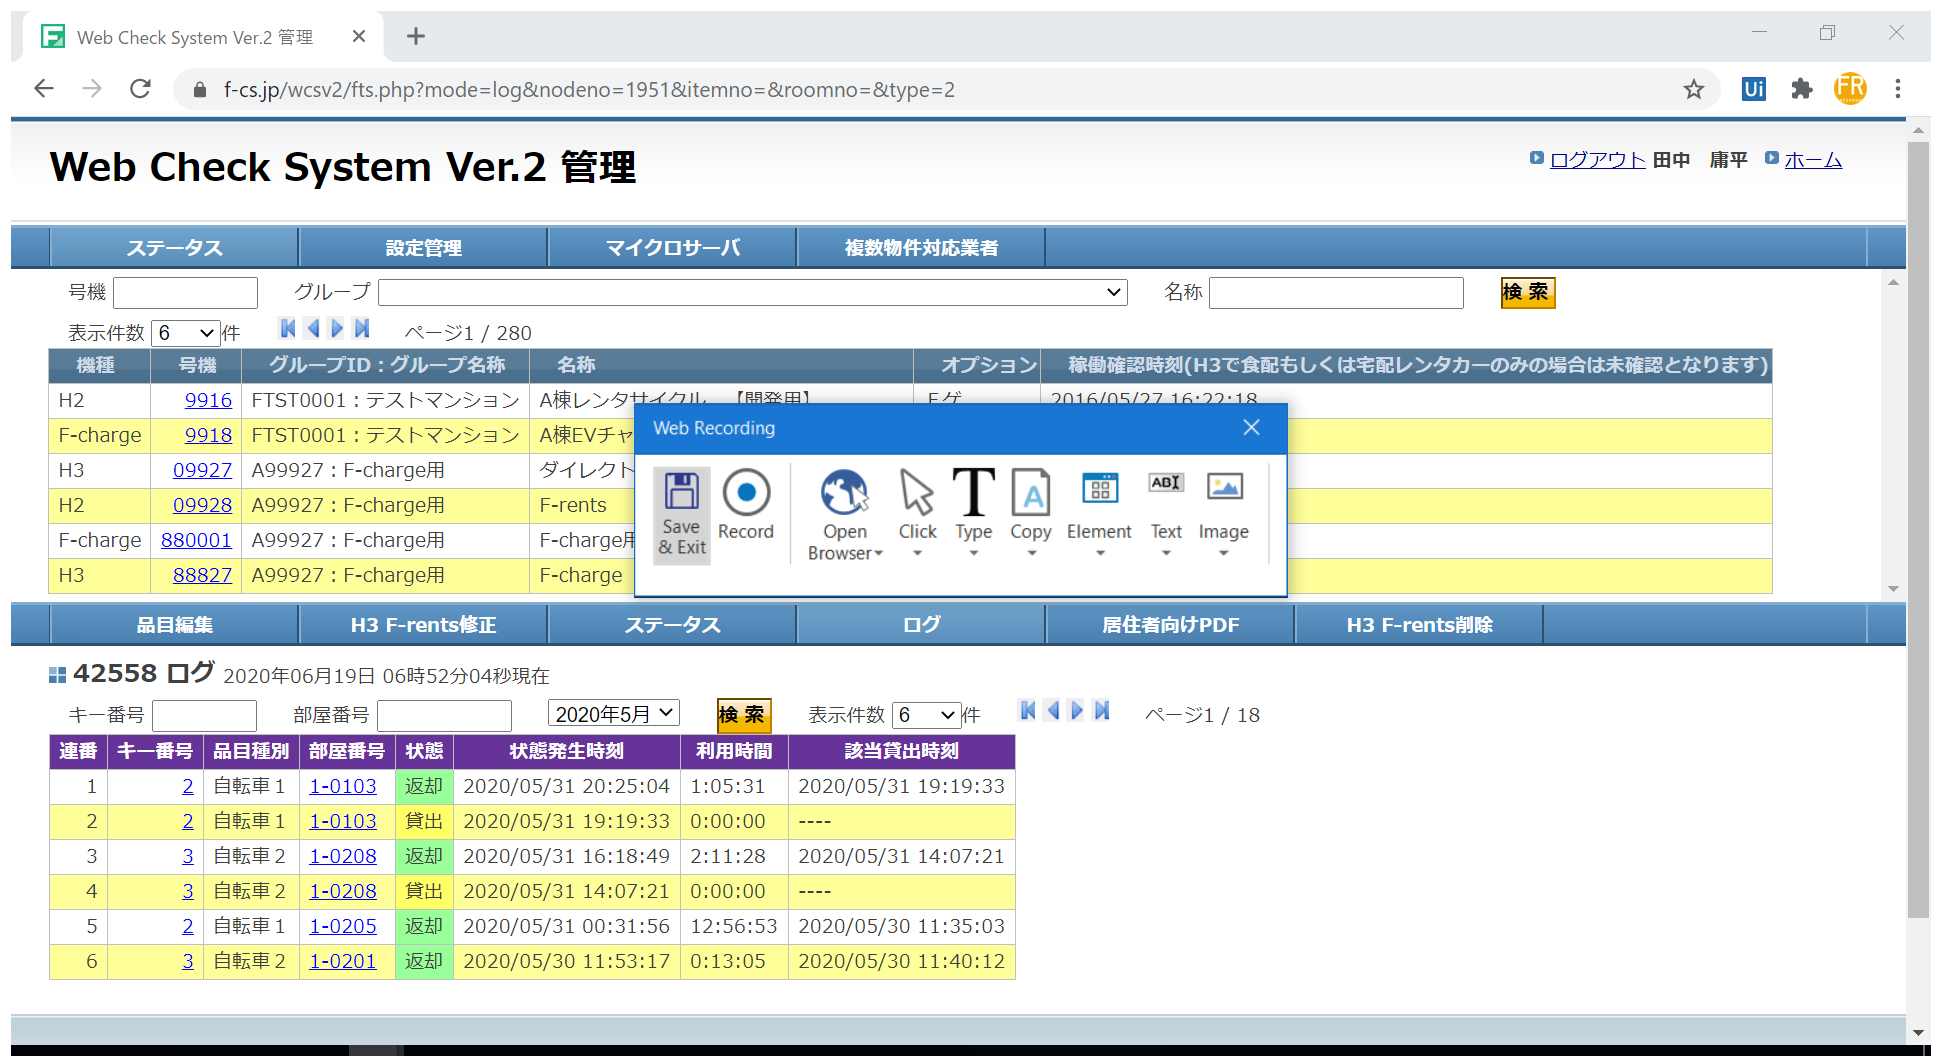 Web Check System Ver.2 管理
f-cs.jp/wcsv2/fts.php?mode=log&nodeno=1951&itemno=&roomno=&type=2
Ui
FR
Web Check System Ver.2 管理
ログアウト 田中 庸平 ホーム
ステータス 設定管理 マイクロサーバ 複数物件対応業者
号機 グループ 名称 検 索
表示件数 6 件 ページ1 / 280
機種 号機 グループID：グループ名称 名称 オプション 稼働確認時刻(H3で食配もしくは宅配レンタカーのみの場合は未確認となります)
H2 9916 FTST0001：テストマンション A棟レンタサイクル 【開発用】 F,ゲ 2016/05/27 16:22:18
F-charge 9918 FTST0001：テストマンション A棟EVチャ
H3 09927 A99927：F-charge用 ダイレクト
H2 09928 A99927：F-charge用 F-rents
F-charge 880001 A99927：F-charge用 F-charge用
H3 88827 A99927：F-charge用 F-charge
Web Recording
Save & Exit
Record
Open Browser
Click
Type
Copy
Element
Text
Image
品目編集 H3 F-rents修正 ステータス ログ 居住者向けPDF H3 F-rents削除
42558 ログ 2020年06月19日 06時52分04秒現在
キー番号 部屋番号 2020年5月 検 索 表示件数 6 件 ページ1 / 18
連番 キー番号 品目種別 部屋番号 状態 状態発生時刻 利用時間 該当貸出時刻
1 2 自転車１ 1-0103 返却 2020/05/31 20:25:04 1:05:31 2020/05/31 19:19:33
2 2 自転車１ 1-0103 貸出 2020/05/31 19:19:33 0:00:00 ----
3 3 自転車２ 1-0208 返却 2020/05/31 16:18:49 2:11:28 2020/05/31 14:07:21
4 3 自転車２ 1-0208 貸出 2020/05/31 14:07:21 0:00:00 ----
5 2 自転車１ 1-0205 返却 2020/05/31 00:31:56 12:56:53 2020/05/30 11:35:03
6 3 自転車２ 1-0201 返却 2020/05/30 11:53:17 0:13:05 2020/05/30 11:40:12